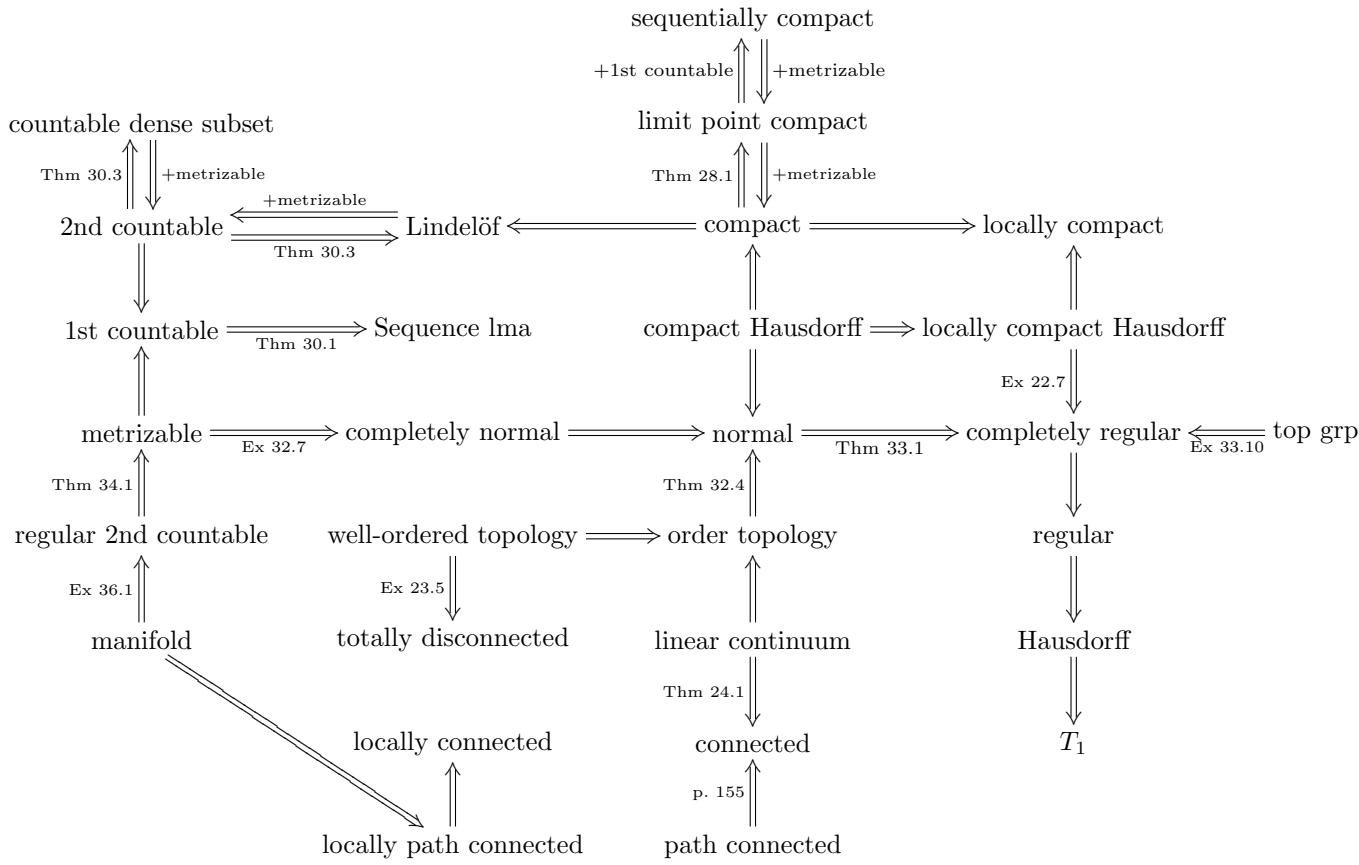 sequentially compact
+1st countable +metrizable
countable dense subset limit point compact
Thm 30.3 +metrizable Thm 28.1 +metrizable
+metrizable
2nd countable Lindelöf compact locally compact
Thm 30.3
1st countable Sequence lma compact Hausdorff locally compact Hausdorff
Thm 30.1
Ex 22.7
metrizable completely normal normal completely regular top grp
Ex 32.7 Thm 33.1 Ex 33.10
Thm 34.1 Thm 32.4
regular 2nd countable well-ordered topology order topology regular
Ex 36.1 Ex 23.5
manifold totally disconnected linear continuum Hausdorff
Thm 24.1
locally connected connected T1
p. 155
locally path connected path connected